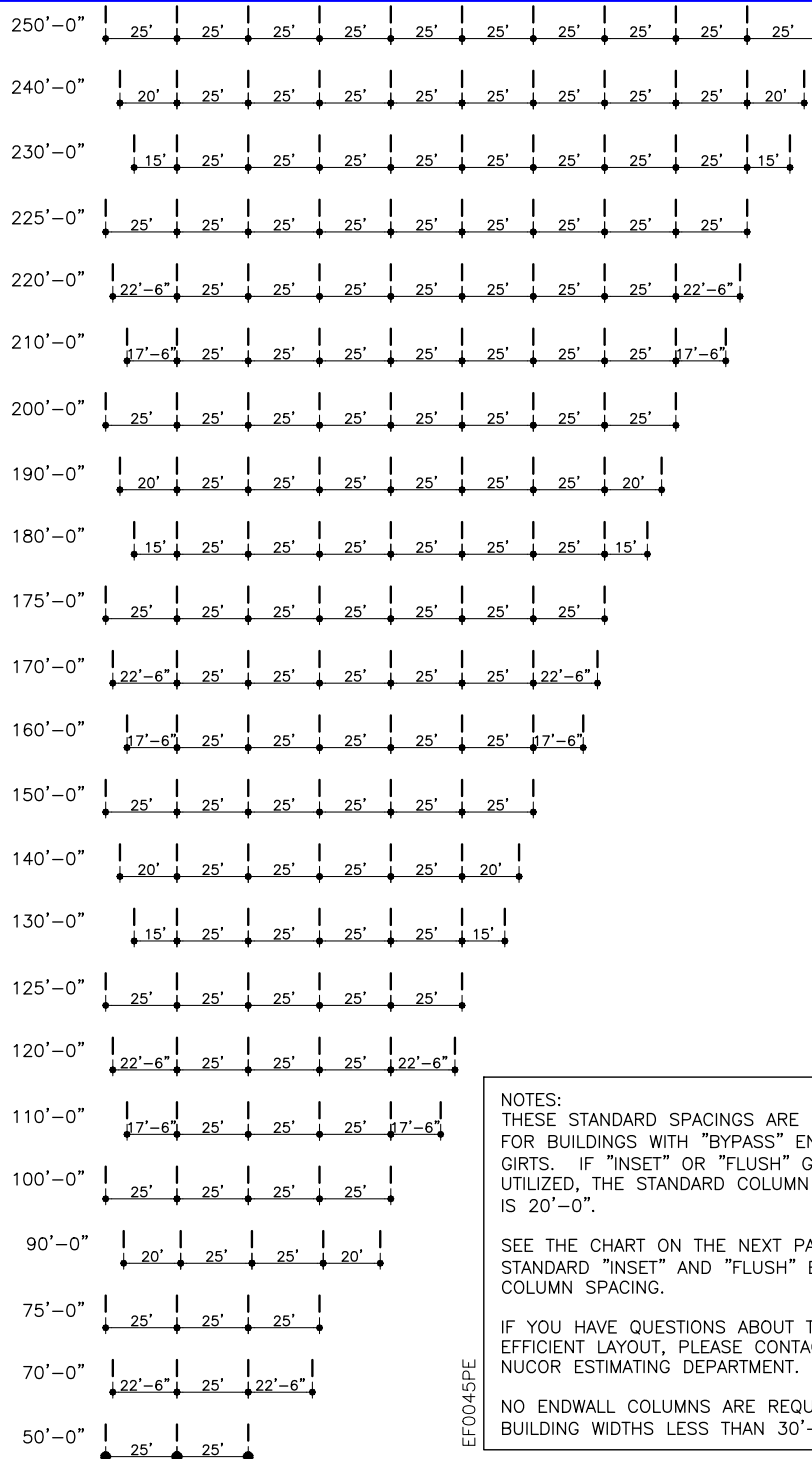 250'-0" 25' 25' 25' 25' 25' 25' 25' 25' 25' 25'
240'-0" 20' 25' 25' 25' 25' 25' 25' 25' 25' 20'
230'-0" 15' 25' 25' 25' 25' 25' 25' 25' 25' 15'
225'-0" 25' 25' 25' 25' 25' 25' 25' 25' 25'
220'-0" 22'-6" 25' 25' 25' 25' 25' 25' 25' 22'-6"
210'-0" 17'-6" 25' 25' 25' 25' 25' 25' 25' 17'-6"
200'-0" 25' 25' 25' 25' 25' 25' 25' 25'
190'-0" 20' 25' 25' 25' 25' 25' 25' 20'
180'-0" 15' 25' 25' 25' 25' 25' 25' 15'
175'-0" 25' 25' 25' 25' 25' 25' 25'
170'-0" 22'-6" 25' 25' 25' 25' 25' 22'-6"
160'-0" 17'-6" 25' 25' 25' 25' 25' 17'-6"
150'-0" 25' 25' 25' 25' 25' 25'
140'-0" 20' 25' 25' 25' 25' 20'
130'-0" 15' 25' 25' 25' 25' 15'
125'-0" 25' 25' 25' 25' 25'
120'-0" 22'-6" 25' 25' 25' 22'-6"
110'-0" 17'-6" 25' 25' 25' 17'-6"
100'-0" 25' 25' 25' 25'
90'-0" 20' 25' 25' 20'
75'-0" 25' 25' 25'
70'-0" 22'-6" 25' 22'-6"
50'-0" 25' 25'
NOTES:
THESE STANDARD SPACINGS ARE
FOR BUILDINGS WITH "BYPASS"
GIRTS. IF "INSET" OR "FLUSH"
UTILIZED, THE STANDARD COLUMN
IS 20'-0".
SEE THE CHART ON THE NEXT
STANDARD "INSET" AND "FLUSH"
COLUMN SPACING.
IF YOU HAVE QUESTIONS ABOUT
EFFICIENT LAYOUT, PLEASE
NUCOR ESTIMATING DEPARTMENT.
NO ENDWALL COLUMNS ARE
BUILDING WIDTHS LESS THAN 30'-
EF0045PE